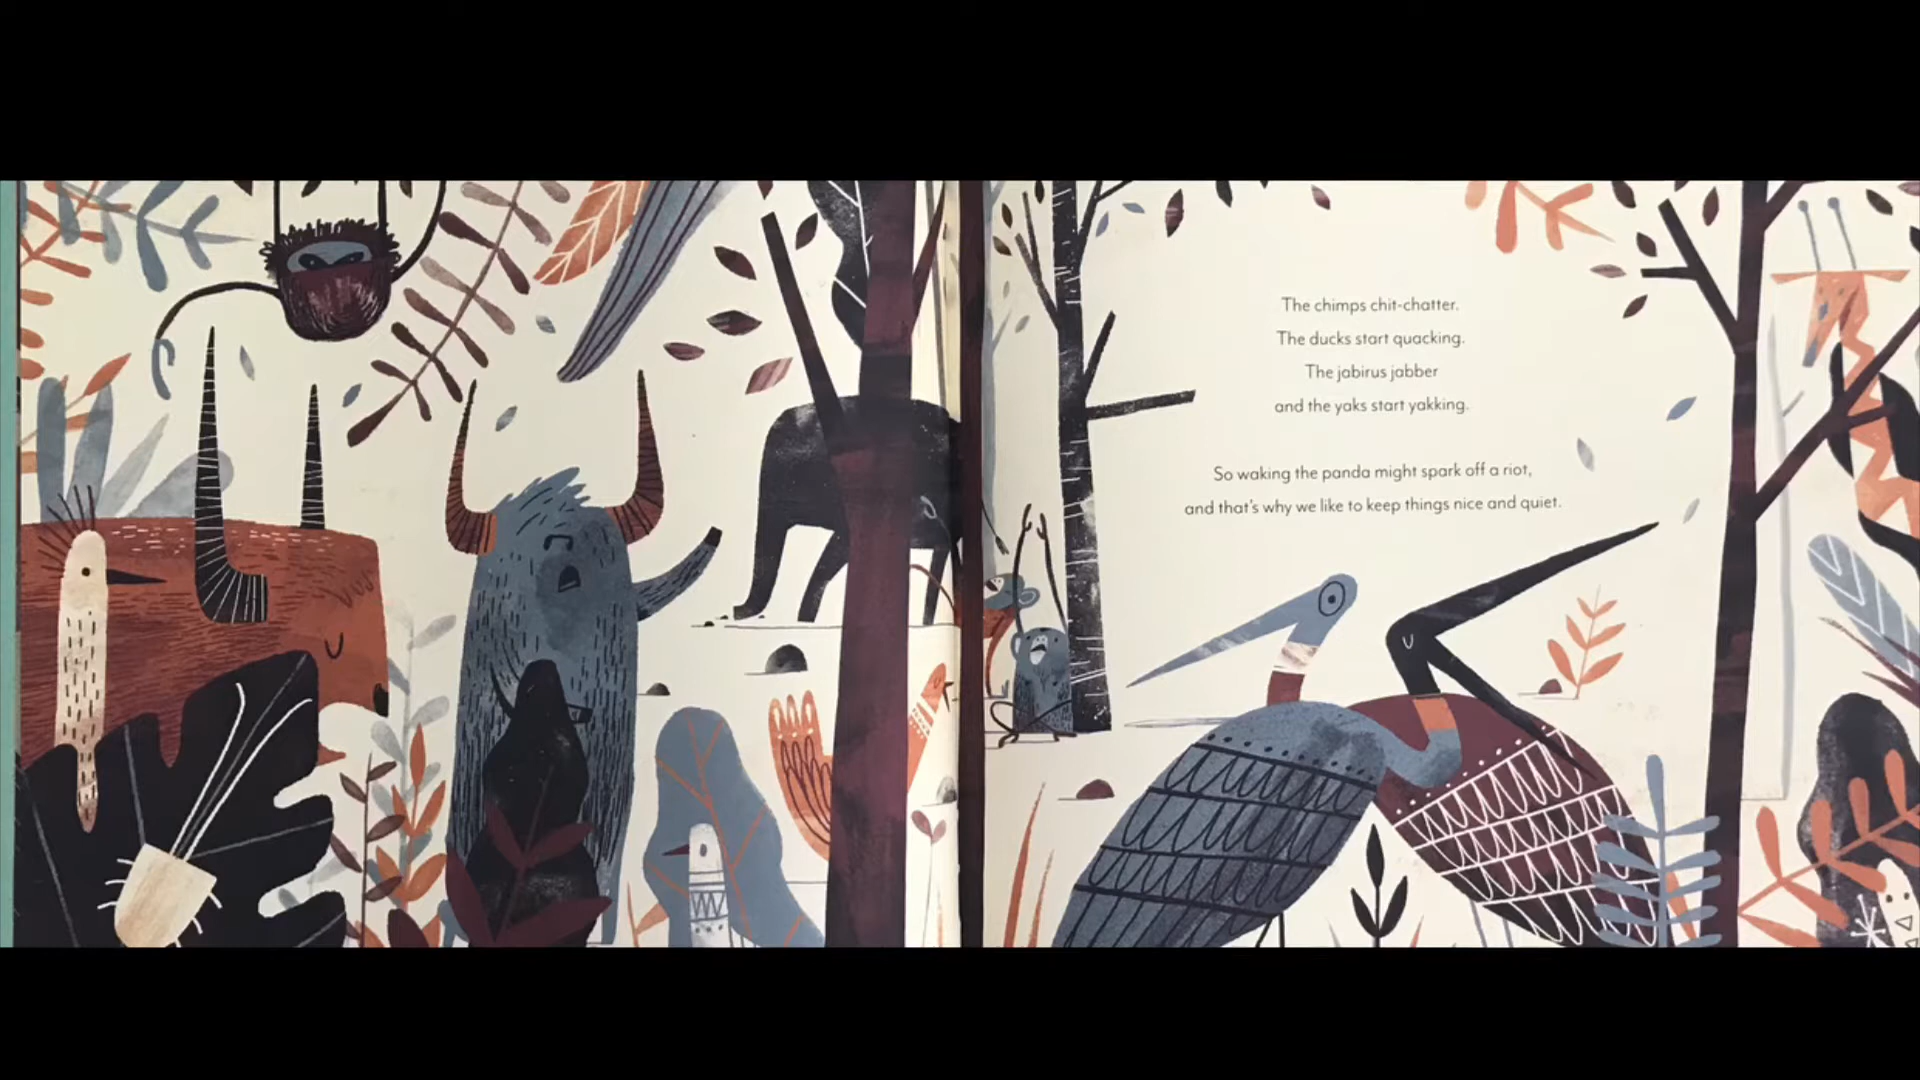 The chimps chit-chatter.
The ducks start quacking.
The jabirus jabber
and the yaks start yakking.
So waking the panda might spark off a riot,
and that's why we like to keep things nice and quiet.